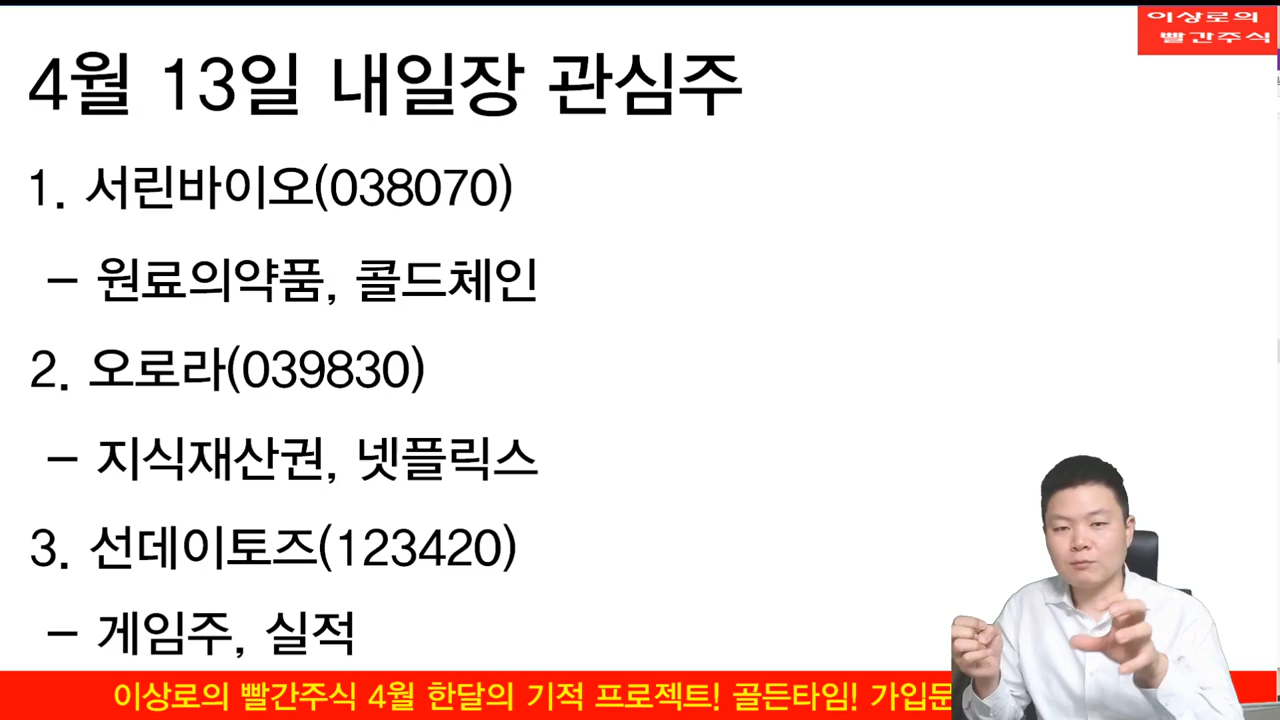 이상로의
빨간주식
4월 13일 내일장 관심주
1. 서린바이오(038070)
- 원료의약품, 콜드체인
2. 오로라(039830)
- 지식재산권, 넷플릭스
3. 선데이토즈(123420)
- 게임주, 실적
이상로의 빨간주식 4월 한달의 기적 프로젝트! 골든타임!